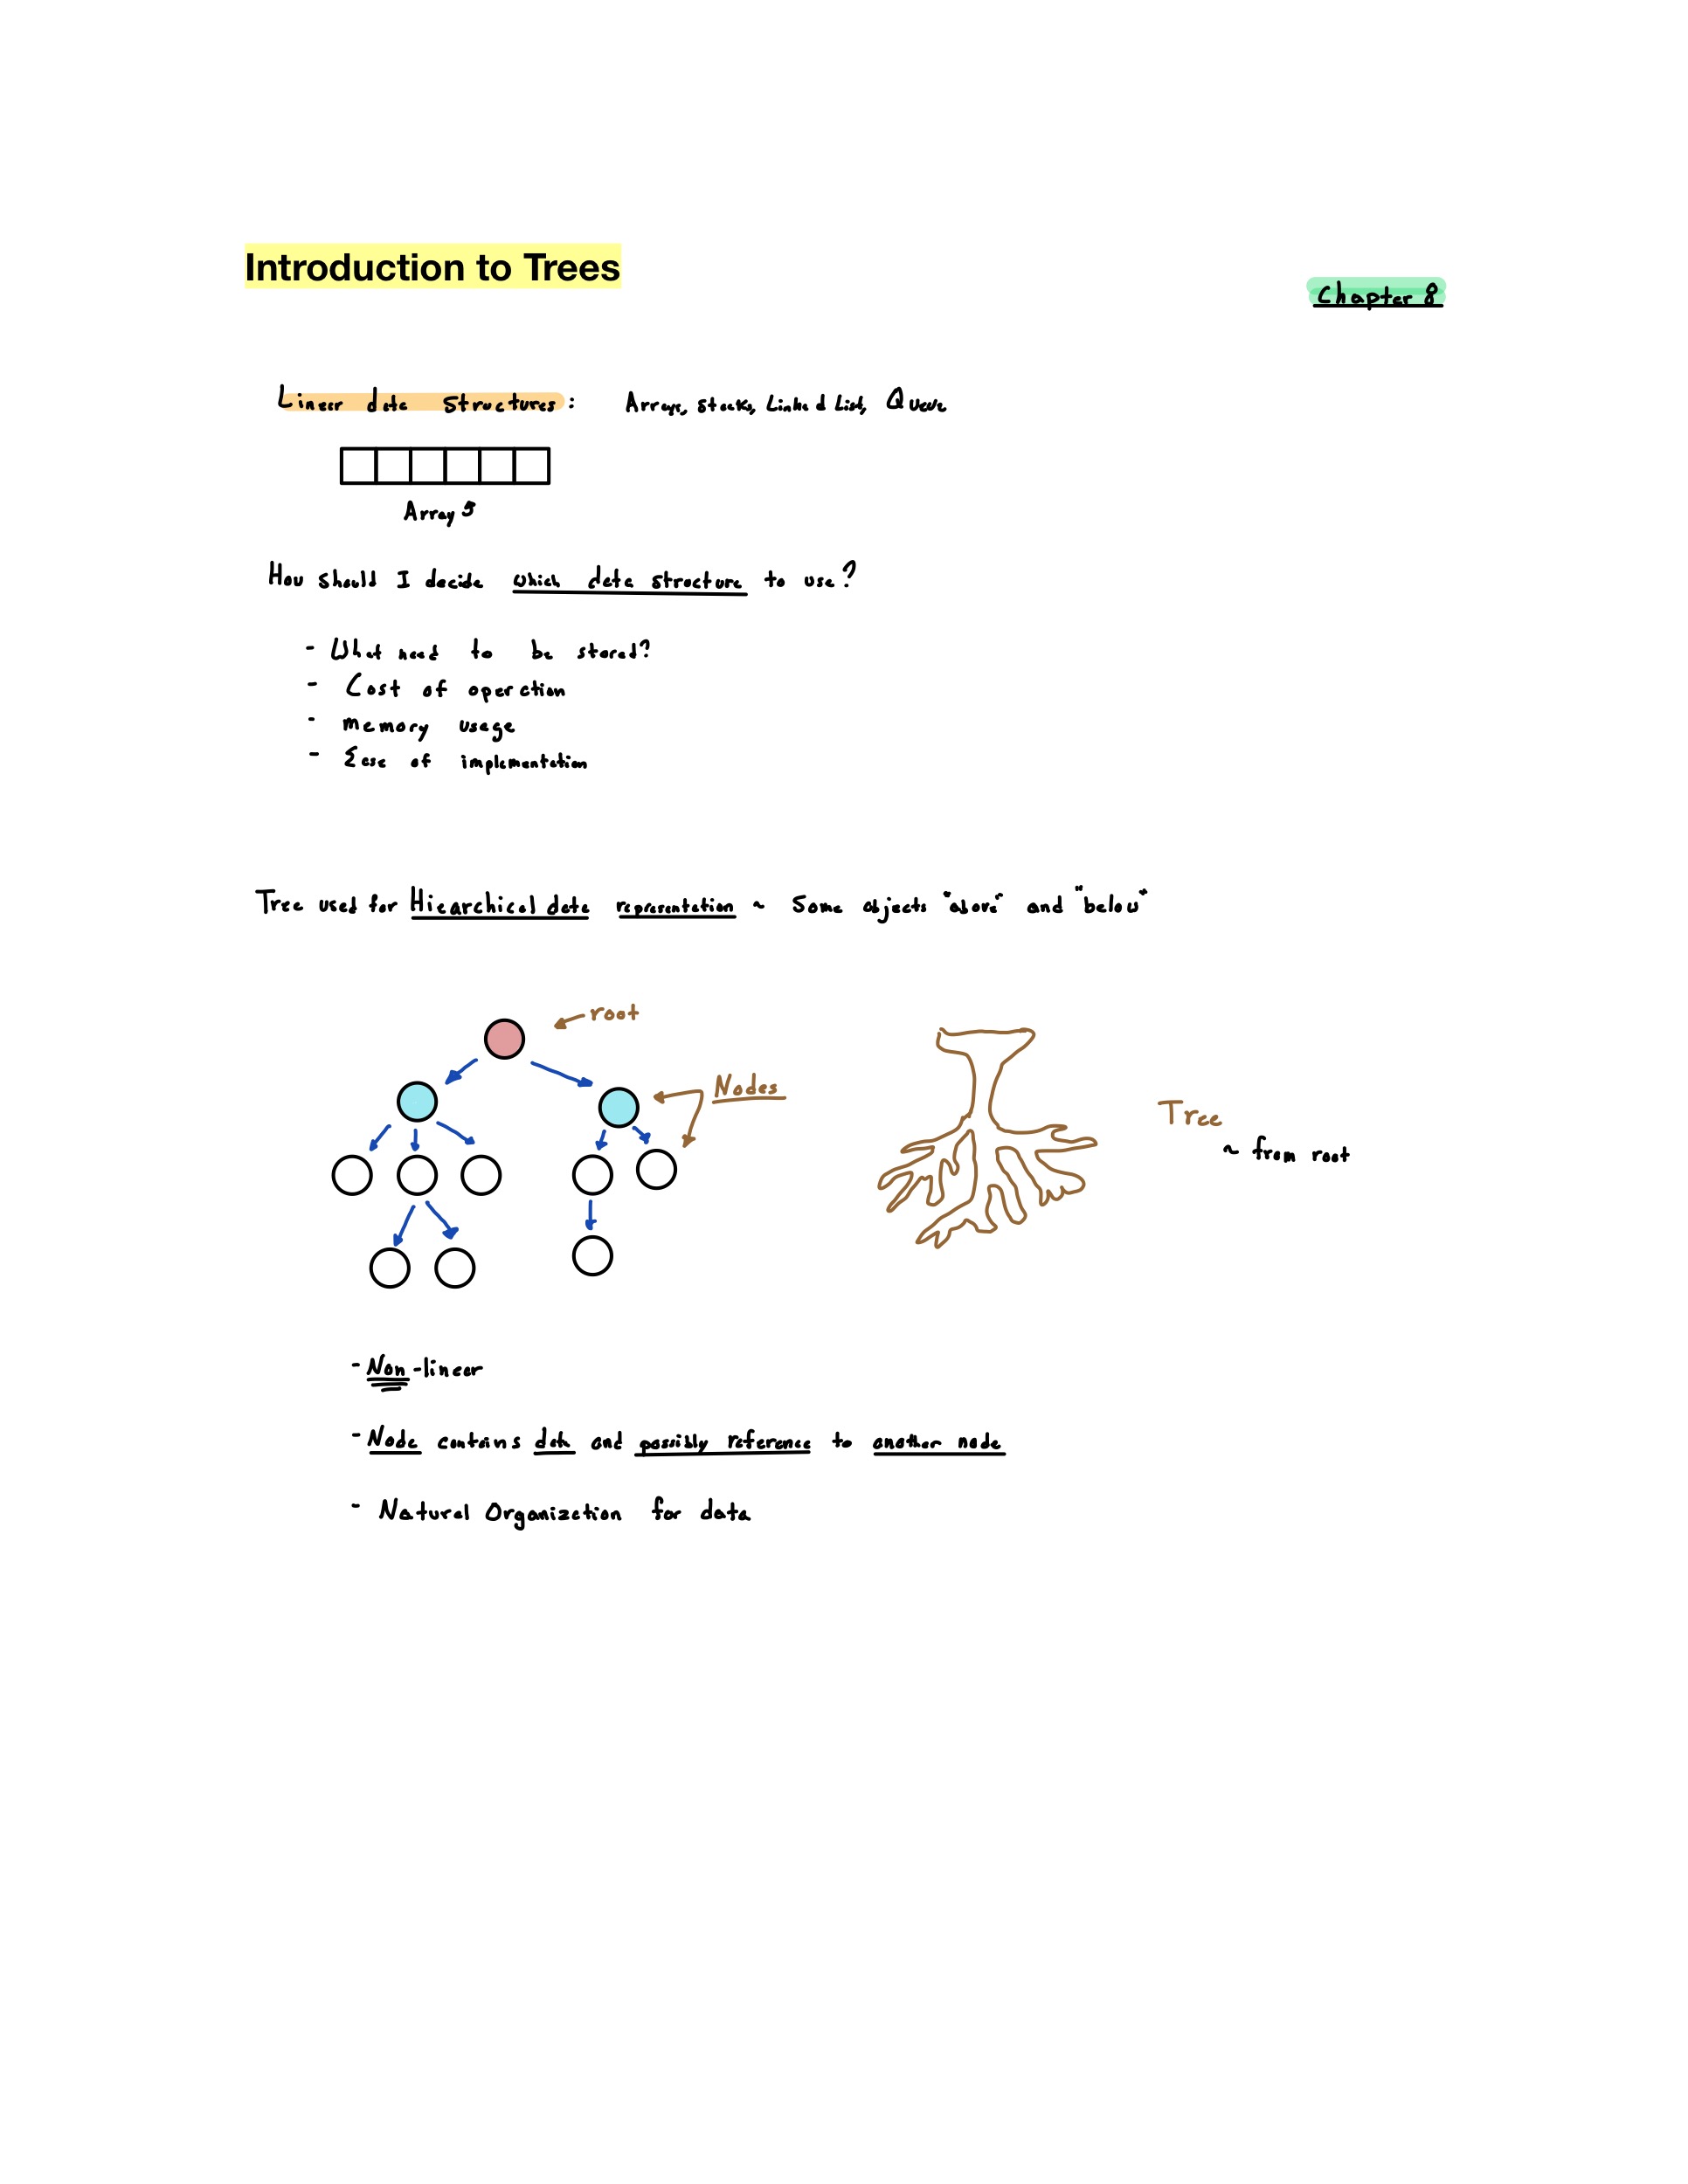 Introduction to Trees
Chapter 8
Linear data Structures: Arrays, Stacks, Linked List, Queue
Arrays
How should I decide which data structure to use?
- What need to be stored?
- Cost of operation
- memory usage
- Ease of implementation
Tree used for Hiearchical data representation ~ Some objects "above" and "below"
root
Nodes
Tree
~ from root
- Non-linear
- Node contains data and possibly reference to another node
- Natural Organization for data